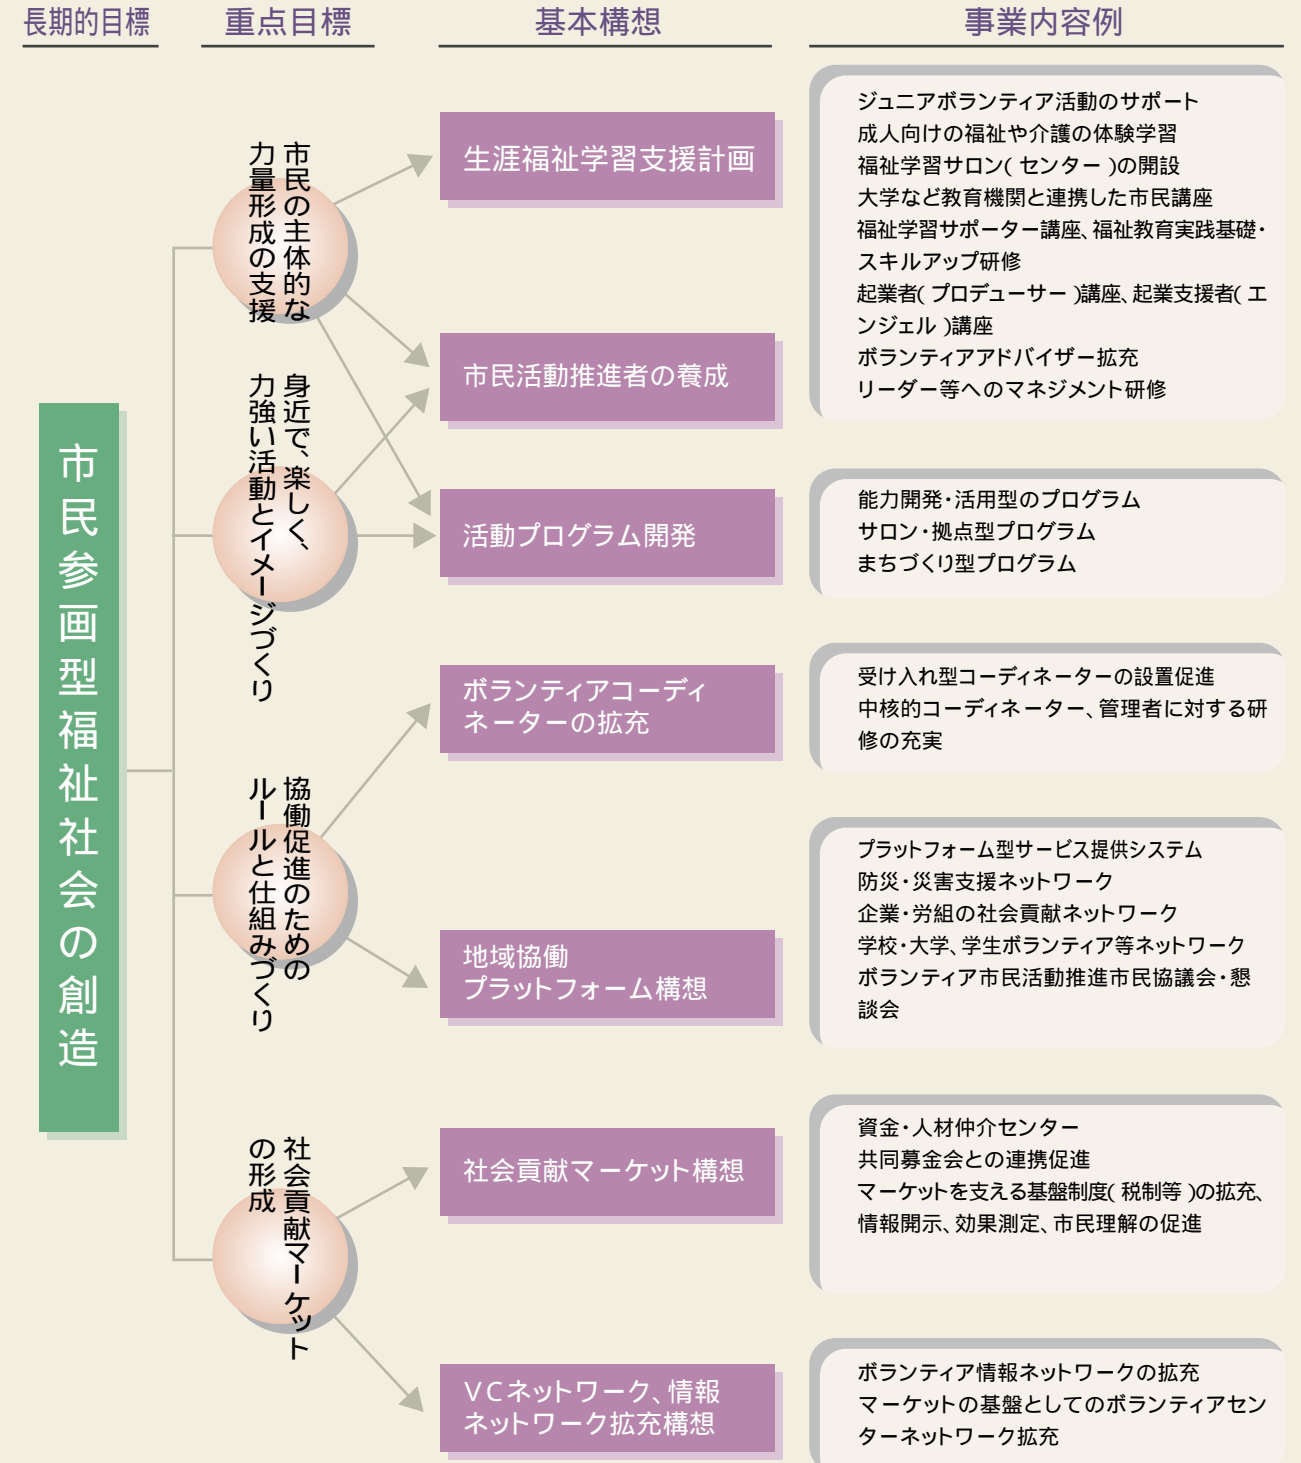 長期的目標
重点目標
基本構想
事業内容例
市民参画型福祉社会の創造
市民の主体的な
力量形成の支援
身近で、楽しく、
力強い活動とイメージづくり
協働促進のための
ルールと仕組みづくり
社会貢献マーケット
の形成
生涯福祉学習支援計画
市民活動推進者の養成
活動プログラム開発
ボランティアコーディ
ネーターの拡充
地域協働
プラットフォーム構想
社会貢献マーケット構想
ＶＣネットワーク、情報
ネットワーク拡充構想
ジュニアボランティア活動のサポート
成人向けの福祉や介護の体験学習
福祉学習サロン(センター)の開設
大学など教育機関と連携した市民講座
福祉学習サポーター講座、福祉教育実践基礎・
スキルアップ研修
起業者(プロデューサー)講座、起業支援者(エ
ンジェル)講座
ボランティアアドバイザー拡充
リーダー等へのマネジメント研修
能力開発・活用型のプログラム
サロン・拠点型プログラム
まちづくり型プログラム
受け入れ型コーディネーターの設置促進
中核的コーディネーター、管理者に対する研
修の充実
プラットフォーム型サービス提供システム
防災・災害支援ネットワーク
企業・労組の社会貢献ネットワーク
学校・大学、学生ボランティア等ネットワーク
ボランティア市民活動推進市民協議会・懇
談会
資金・人材仲介センター
共同募金会との連携促進
マーケットを支える基盤制度(税制等)の拡充、
情報開示、効果測定、市民理解の促進
ボランティア情報ネットワークの拡充
マーケットの基盤としてのボランティアセン
ターネットワーク拡充